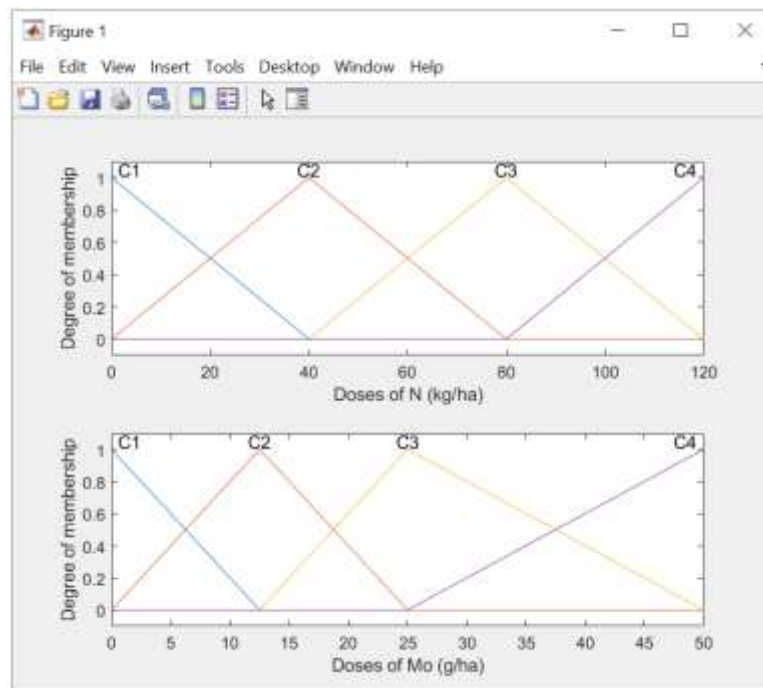 Figure 1
File Edit View Insert Tools Desktop Window Help
C1 C2 C3 C4
1
0.8
0.6
0.4
0.2
0
Degree of membership
0 20 40 60 80 100 120
Doses of N (kg/ha)
C1 C2 C3 C4
1
0.8
0.6
0.4
0.2
0
Degree of membership
0 5 10 15 20 25 30 35 40 45 50
Doses of Mo (g/ha)